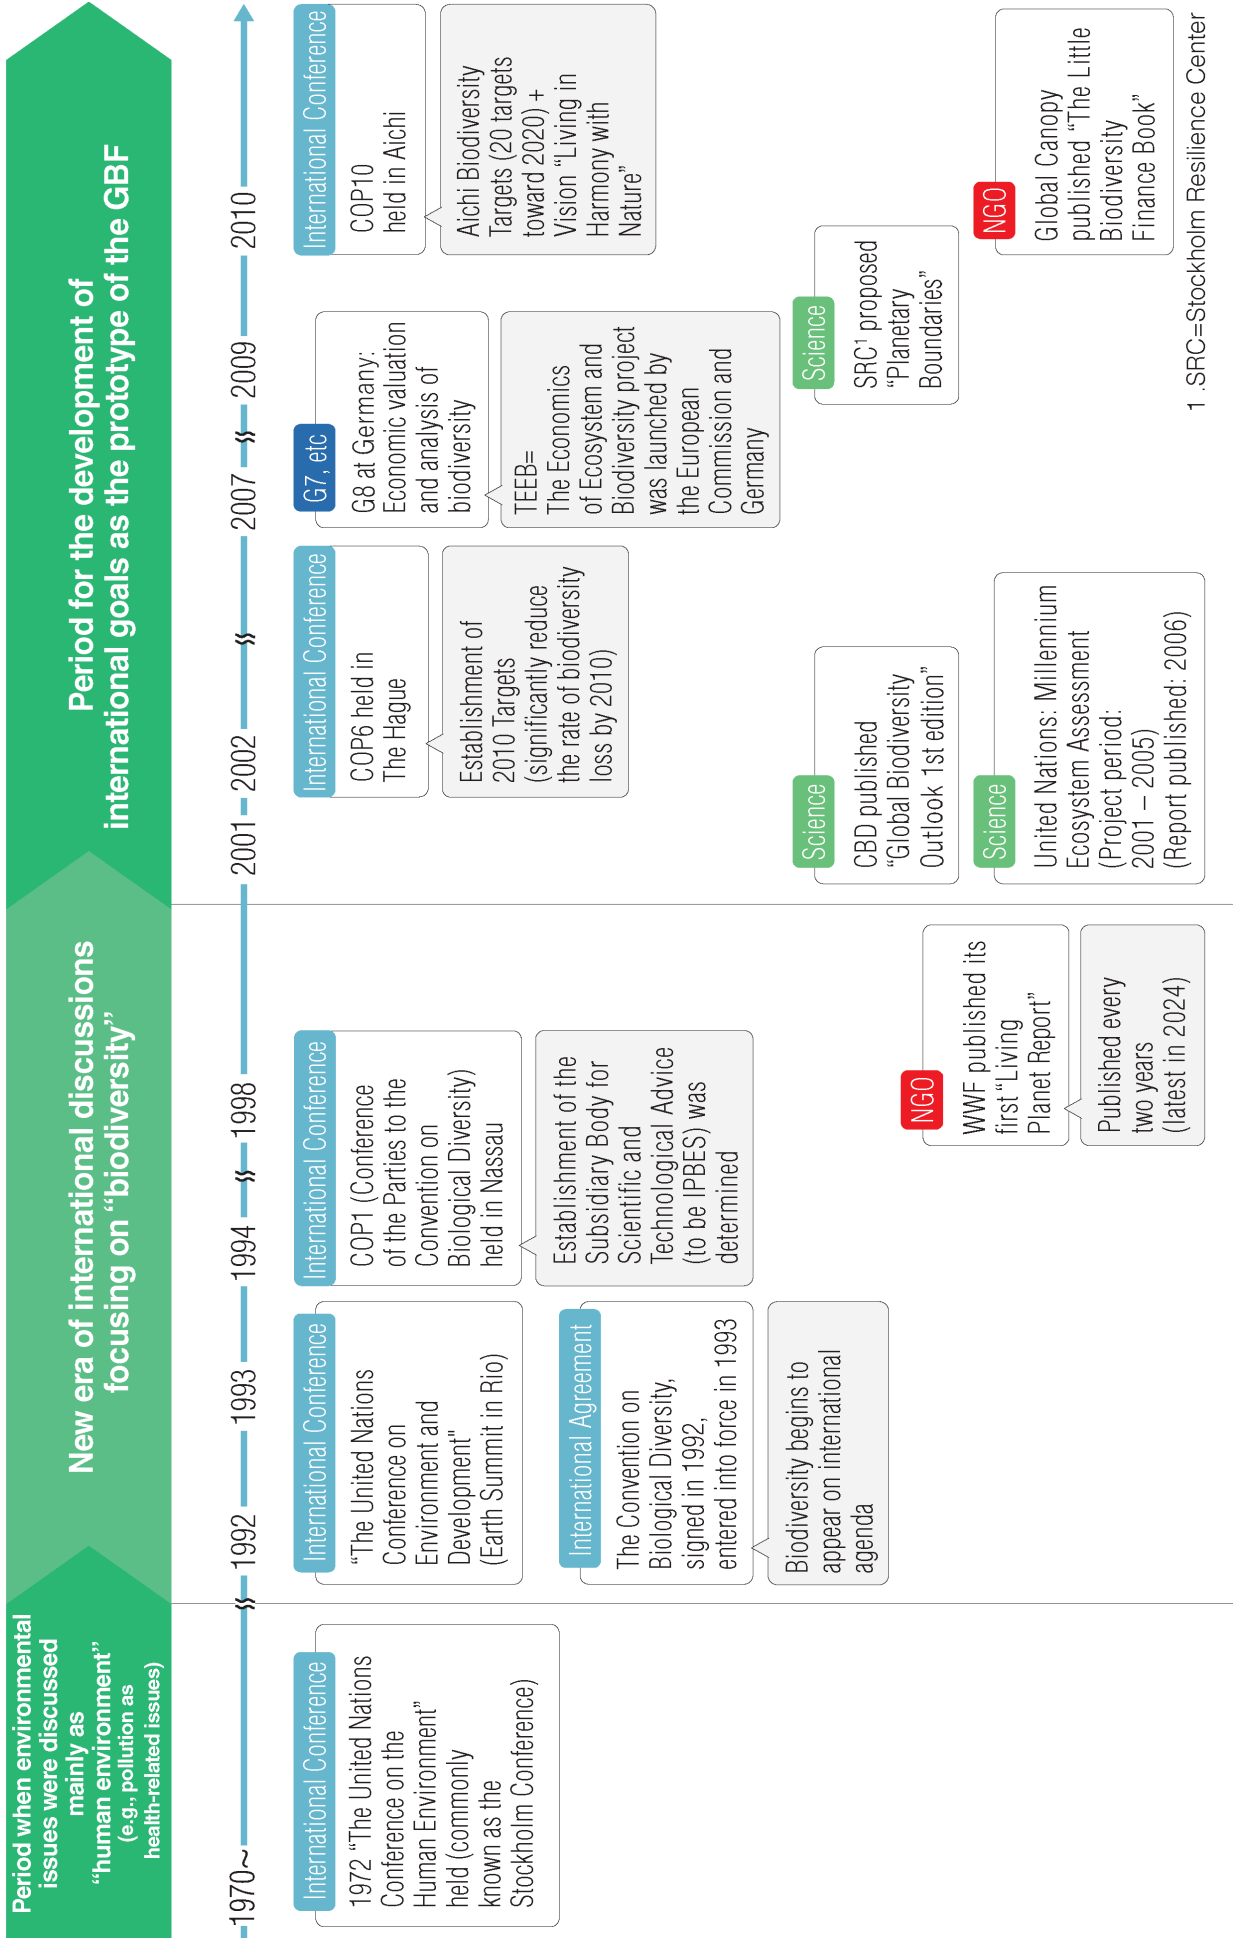 Period when environmental
issues were discussed
mainly as
“human environment”
(e.g., pollution as
health-related issues)
New era of international discussions
focusing on “biodiversity”
Period for the development of
international goals as the prototype of the GBF
1970~
1992
1993
1994
1998
2001
2002
2007
2009
2010
International Conference
1972 “The United Nations
Conference on the
Human Environment”
held (commonly
known as the
Stockholm Conference)
International Conference
“The United Nations
Conference on
Environment and
Development"
(Earth Summit in Rio)
International Agreement
The Convention on
Biological Diversity,
signed in 1992,
entered into force in 1993
Biodiversity begins to
appear on international
agenda
International Conference
COP1 (Conference
of the Parties to the
Convention on
Biological Diversity)
held in Nassau
Establishment of the
Subsidiary Body for
Scientific and
Technological Advice
(to be IPBES) was
determined
NGO
WWF published its
first “Living
Planet Report”
Published every
two years
(latest in 2024)
International Conference
COP6 held in
The Hague
Establishment of
2010 Targets
(significantly reduce
the rate of biodiversity
loss by 2010)
Science
CBD published
“Global Biodiversity
Outlook 1st edition”
Science
United Nations: Millennium
Ecosystem Assessment
(Project period:
2001 – 2005)
(Report published: 2006)
G7, etc
G8 at Germany:
Economic valuation
and analysis of
biodiversity
TEEB=
The Economics
of Ecosystem and
Biodiversity project
was launched by
the European
Commission and
Germany
Science
SRC¹ proposed
“Planetary
Boundaries”
International Conference
COP10
held in Aichi
Aichi Biodiversity
Targets (20 targets
toward 2020) +
Vision “Living in
Harmony with
Nature”
NGO
Global Canopy
published “The Little
Biodiversity
Finance Book”
1 .SRC=Stockholm Resilience Center